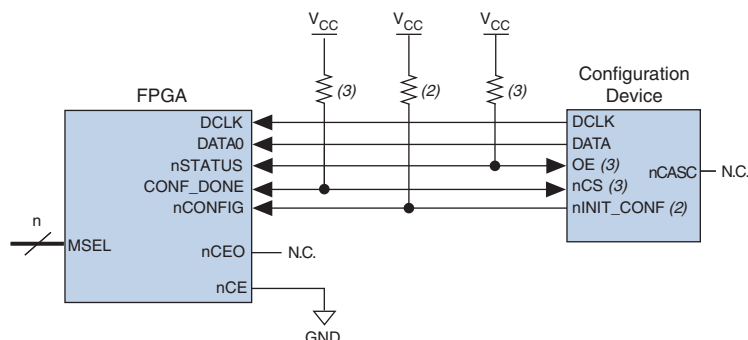 VCC VCC VCC
(3) (2) (3)
FPGA
Configuration
Device
DCLK
DATA0
nSTATUS
CONF_DONE
nCONFIG
n
MSEL
nCEO
N.C.
nCE
GND
DCLK
DATA
OE (3)
nCS (3)
nINIT_CONF (2)
nCASC
N.C.